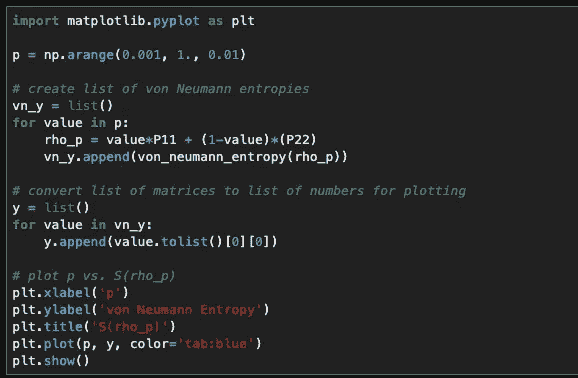 import matplotlib.pyplot as plt
p = np.arange(0.001, 1., 0.01)
# create list of von Neumann entropies
vn_y = list()
for value in p:
    rho_p = value*P11 + (1-value)*(P22)
    vn_y.append(von_neumann_entropy(rho_p))
# convert list of matrices to list of numbers for plotting
y = list()
for value in vn_y:
    y.append(value.tolist()[0][0])
# plot p vs. S(rho_p)
plt.xlabel('p')
plt.ylabel('von Neumann Entropy')
plt.title('S(rho_p)')
plt.plot(p, y, color='tab:blue')
plt.show()